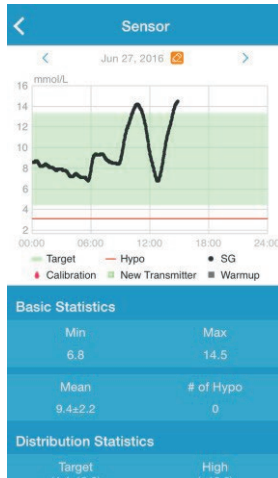 Sensor
Jun 27, 2016
mmol/L
16
14
12
10
8
6
4
2
00:00 06:00 12:00 18:00 24:00
Target Hypo SG
Calibration New Transmitter Warmup
Basic Statistics
Min Max
6.8 14.5
Mean # of Hypo
9.4±2.2 0
Distribution Statistics
Target High